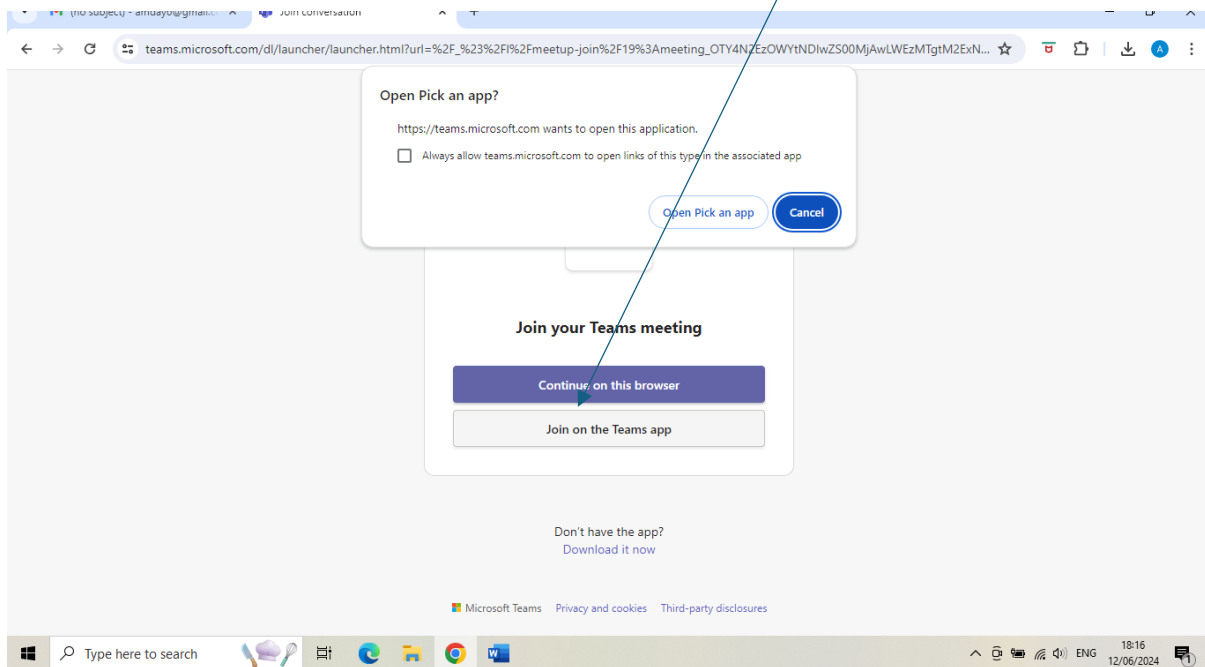 (no subject) - amdayo@gmail.c
Join conversation
teams.microsoft.com/dl/launcher/launcher.html?url=%2F_%23%2Fl%2Fmeetup-join%2F19%3Ameeting_OTY4N2EzOWYtNDIwZS00MjAwLWEzMTgtM2ExN...
A
Open Pick an app?
https://teams.microsoft.com wants to open this application.
Always allow teams.microsoft.com to open links of this type in the associated app
Open Pick an app
Cancel
Join your Teams meeting
Continue on this browser
Join on the Teams app
Don't have the app?
Download it now
Microsoft Teams Privacy and cookies Third-party disclosures
Type here to search
ENG
18:16
12/06/2024
1